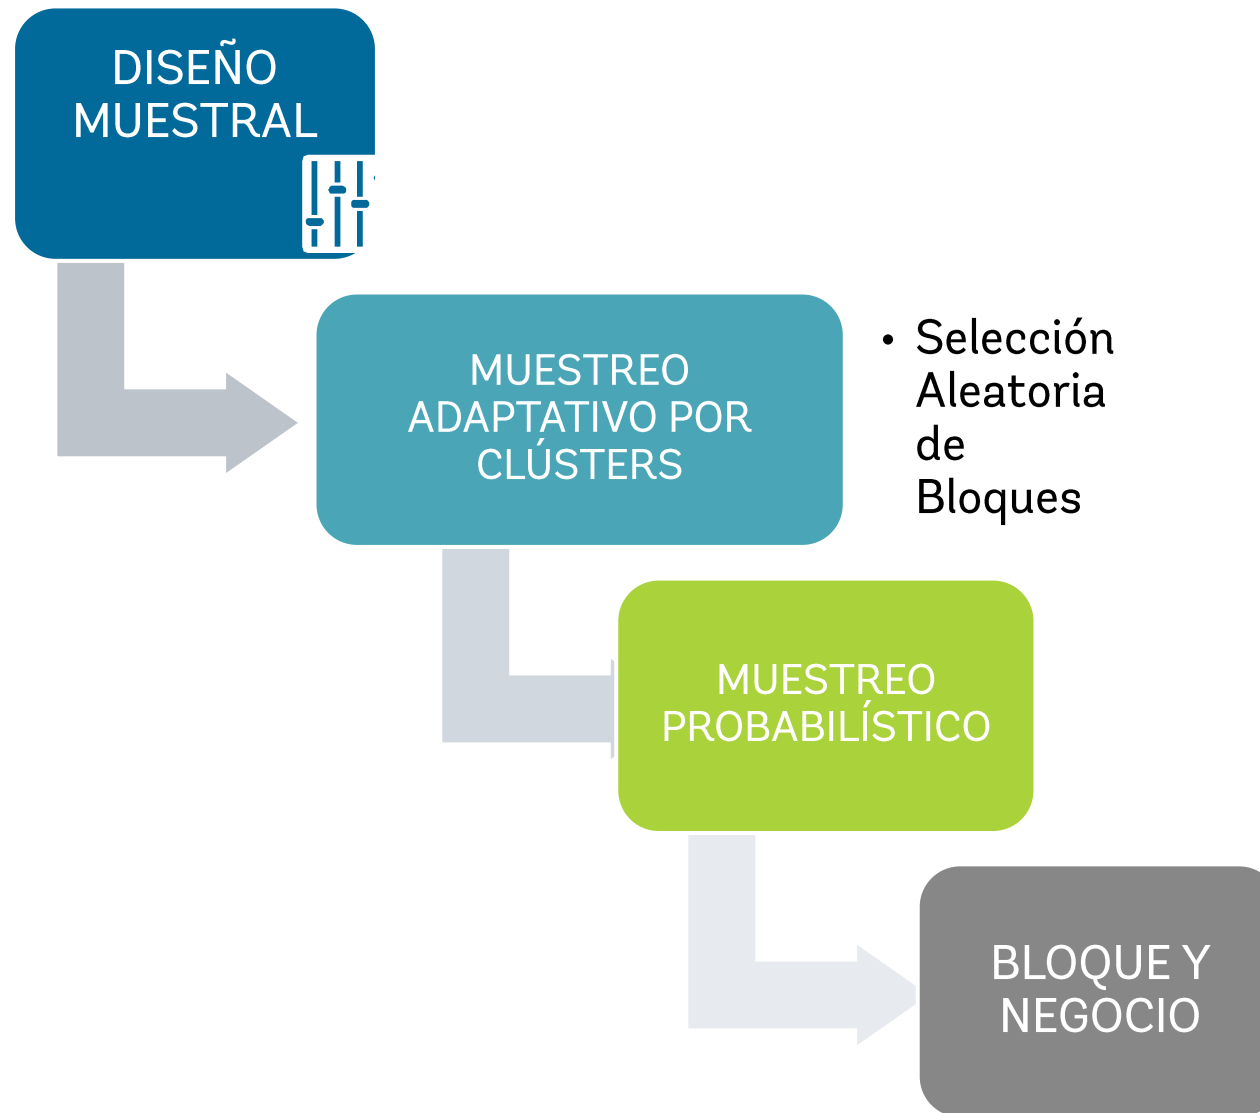 DISEÑO
MUESTRAL
MUESTREO
ADAPTATIVO POR
CLÚSTERS
• Selección
Aleatoria
de
Bloques
MUESTREO
PROBABILÍSTICO
BLOQUE Y
NEGOCIO